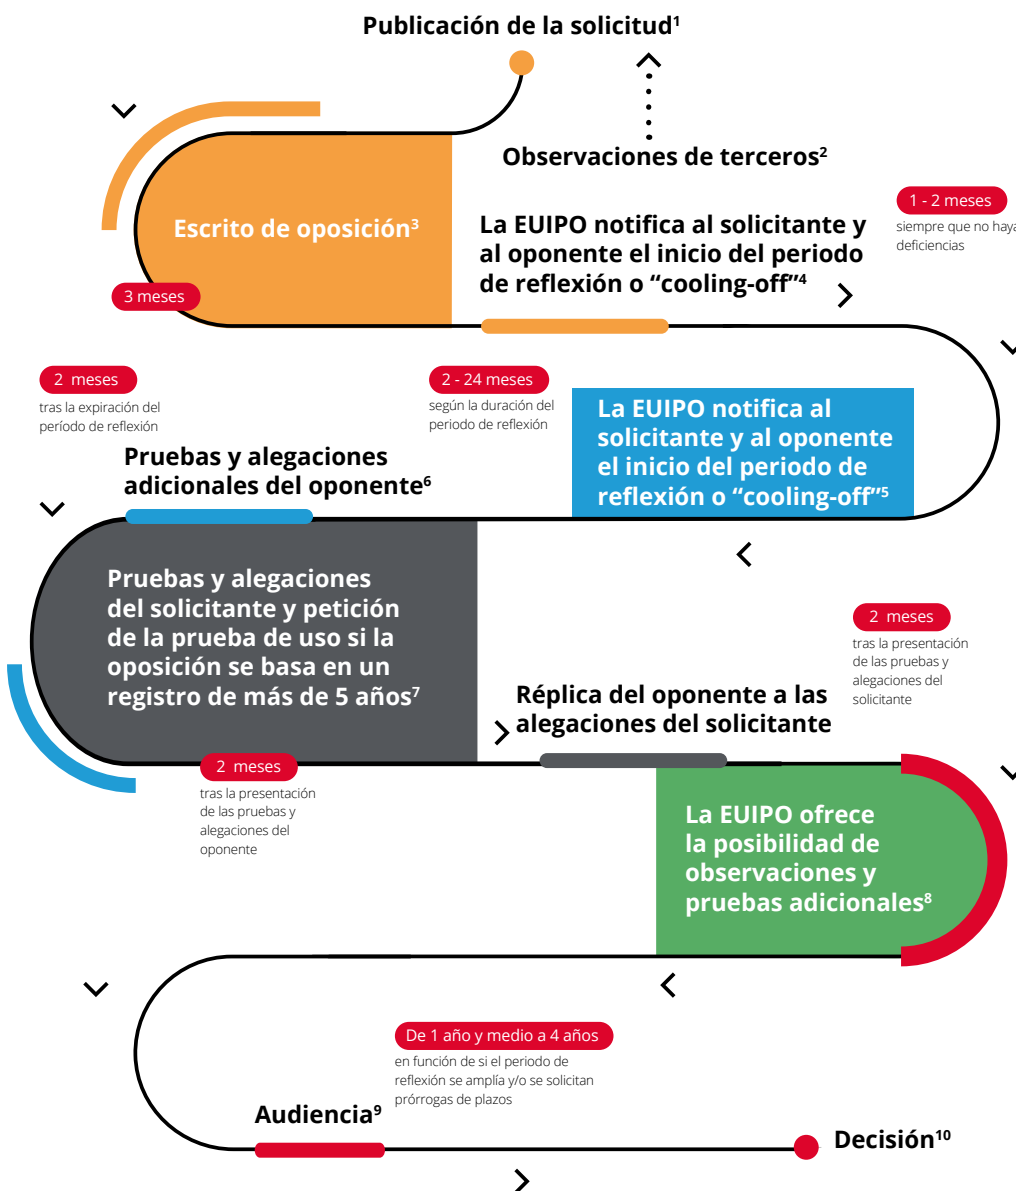 Publicación de la solicitud¹
Observaciones de terceros²
Escrito de oposición³
3 meses
La EUIPO notifica al solicitante y
al oponente el inicio del periodo
de reflexión o “cooling-off”⁴
1 - 2 meses
siempre que no haya
deficiencias
2 meses
tras la expiración del
período de reflexión
2 - 24 meses
según la duración del
periodo de reflexión
La EUIPO notifica al
solicitante y al oponente
el inicio del periodo de
reflexión o “cooling-off”⁵
Pruebas y alegaciones
adicionales del oponente⁶
Pruebas y alegaciones
del solicitante y petición
de la prueba de uso si la
oposición se basa en un
registro de más de 5 años⁷
2 meses
tras la presentación
de las pruebas y
alegaciones del
solicitante
Réplica del oponente a las
alegaciones del solicitante
2 meses
tras la presentación
de las pruebas y
alegaciones del
oponente
La EUIPO ofrece
la posibilidad de
observaciones y
pruebas adicionales⁸
De 1 año y medio a 4 años
en función de si el periodo de
reflexión se amplía y/o se solicitan
prórrogas de plazos
Audiencia⁹
Decisión¹⁰